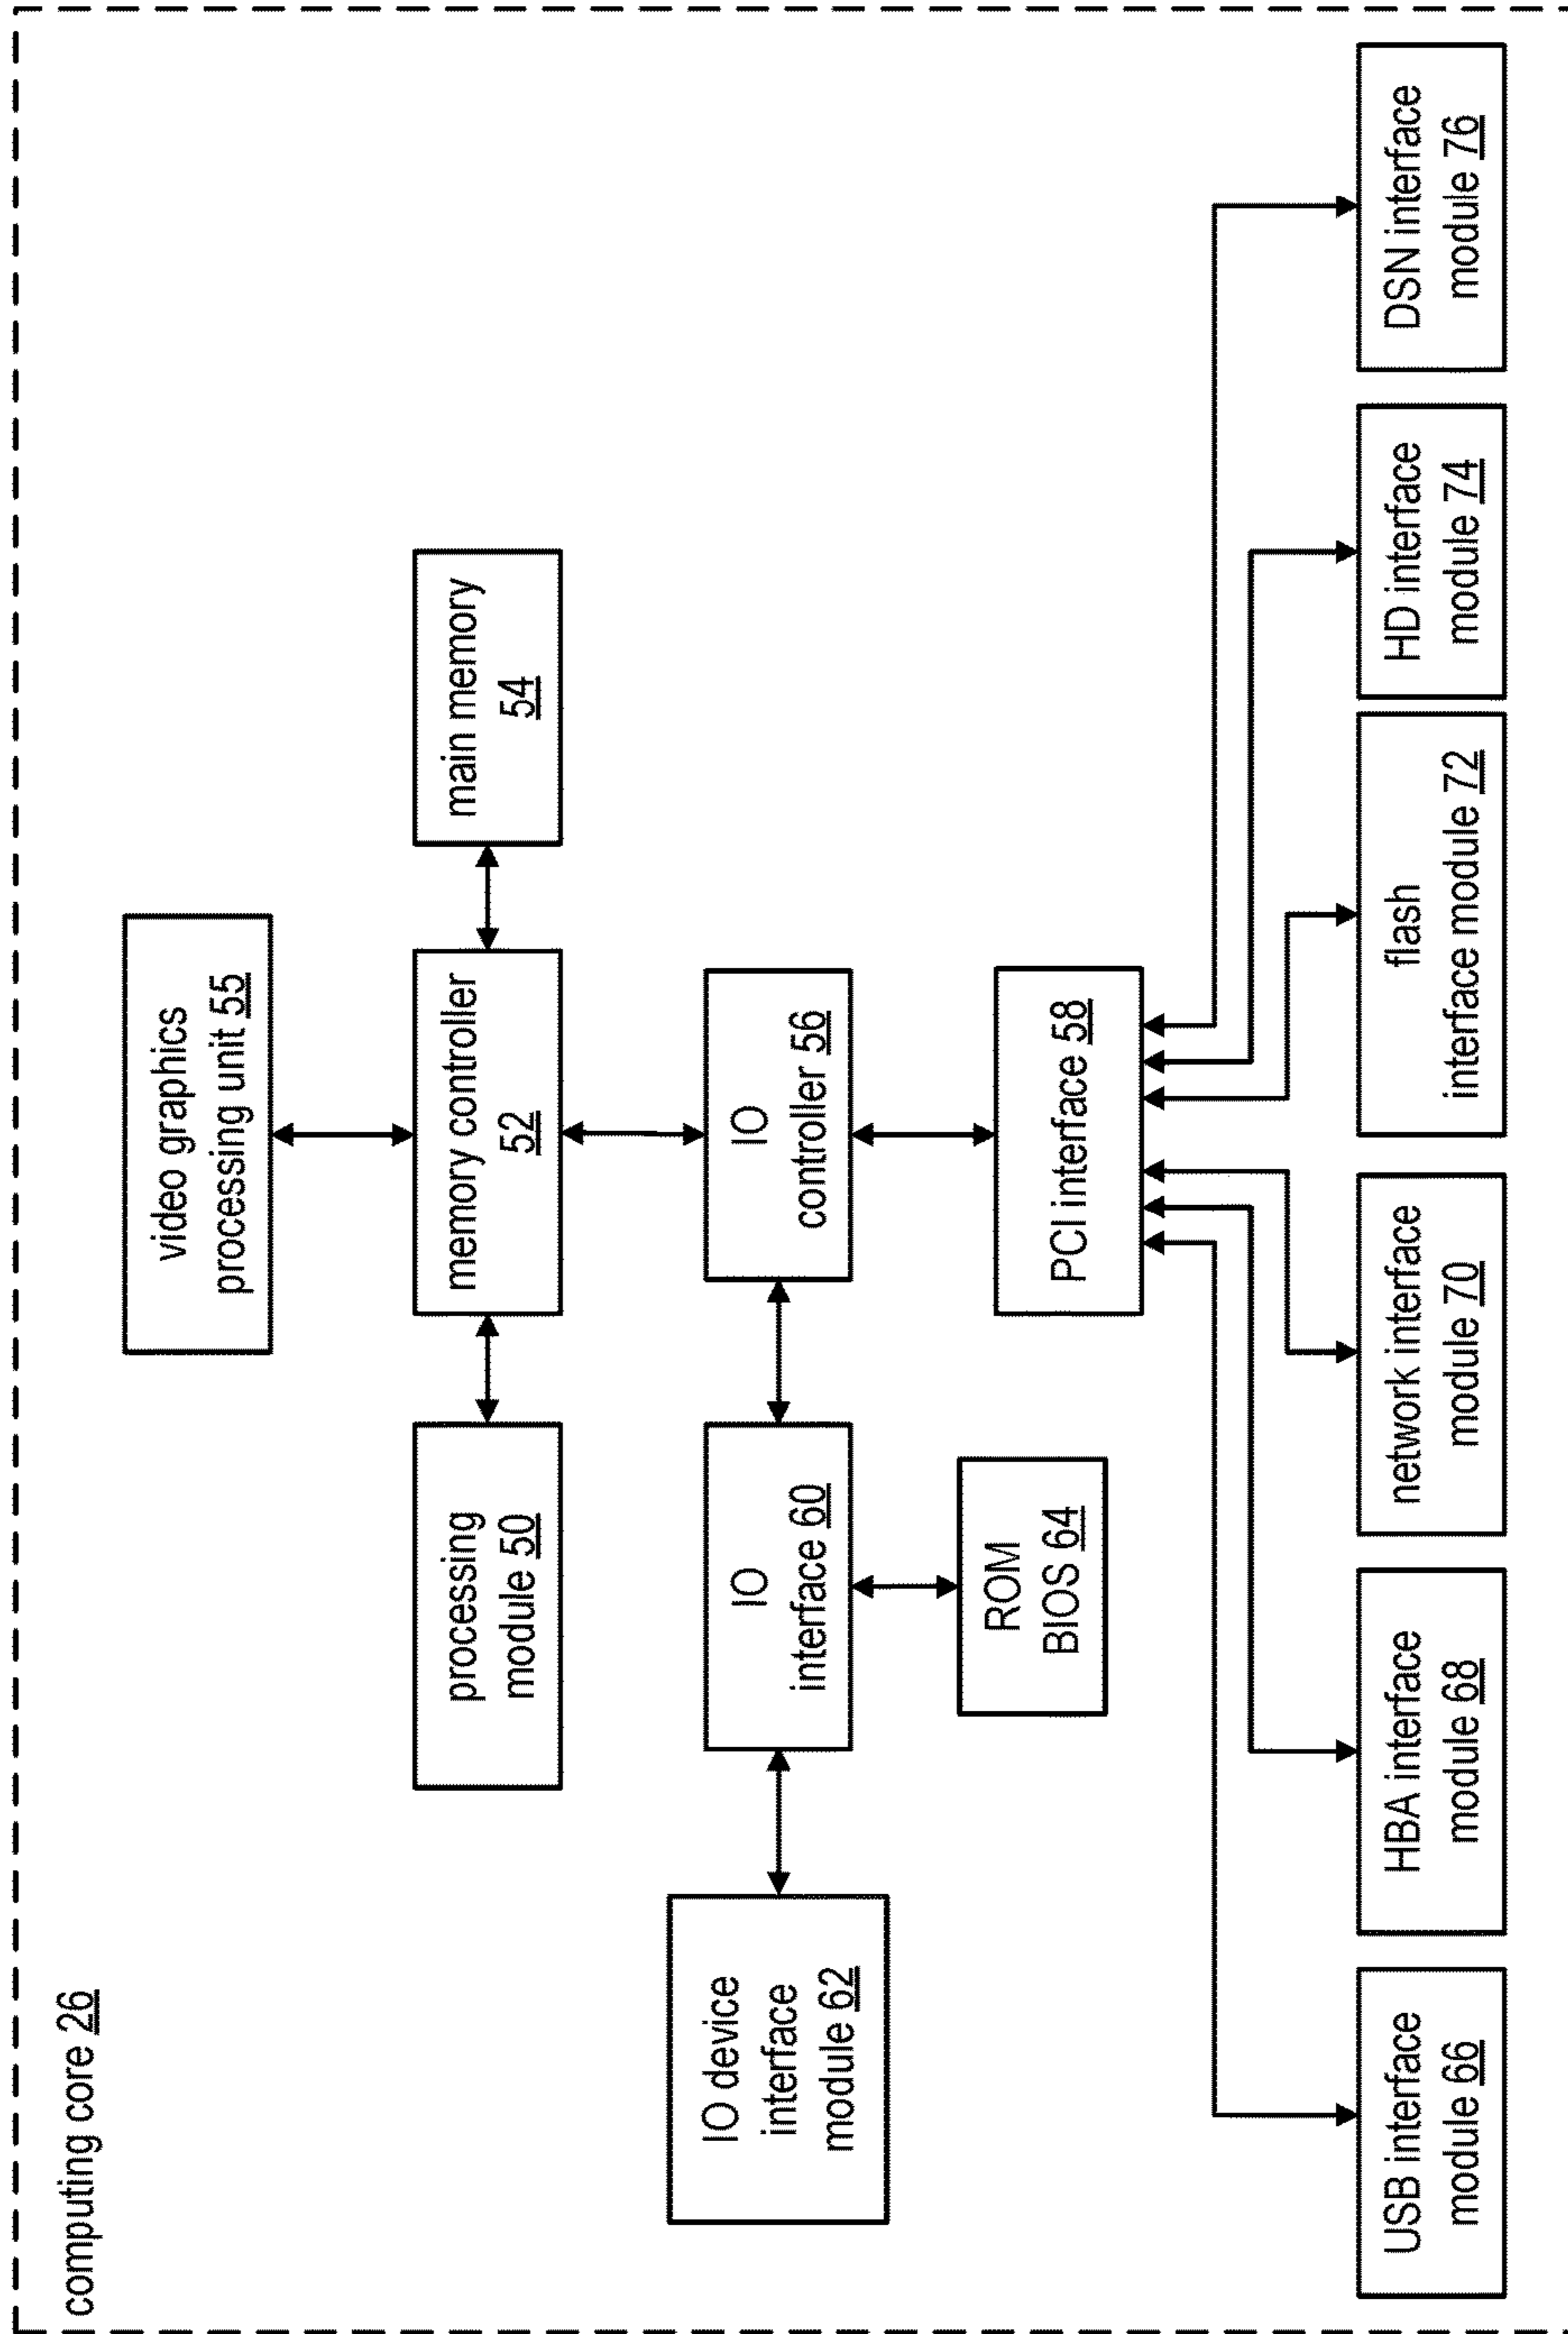 computing core 26
video graphics
processing unit 55
processing
module 50
memory controller
52
main memory
54
IO device
interface
module 62
IO
interface 60
IO
controller 56
ROM
BIOS 64
PCI interface 58
USB interface
module 66
HBA interface
module 68
network interface
module 70
flash
interface module 72
HD interface
module 74
DSN interface
module 76